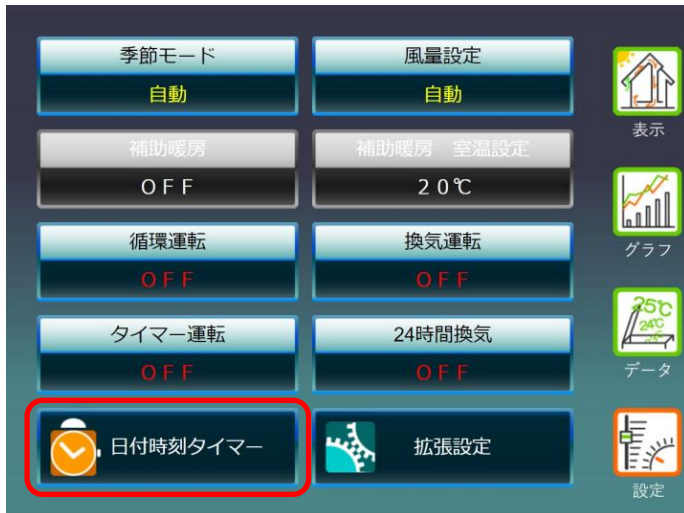 季節モード
自動
風量設定
自動
補助暖房
OFF
補助暖房 室温設定
20℃
循環運転
OFF
換気運転
OFF
タイマー運転
OFF
24時間換気
OFF
日付時刻タイマー
拡張設定
表示
グラフ
25℃
24℃
データ
設定